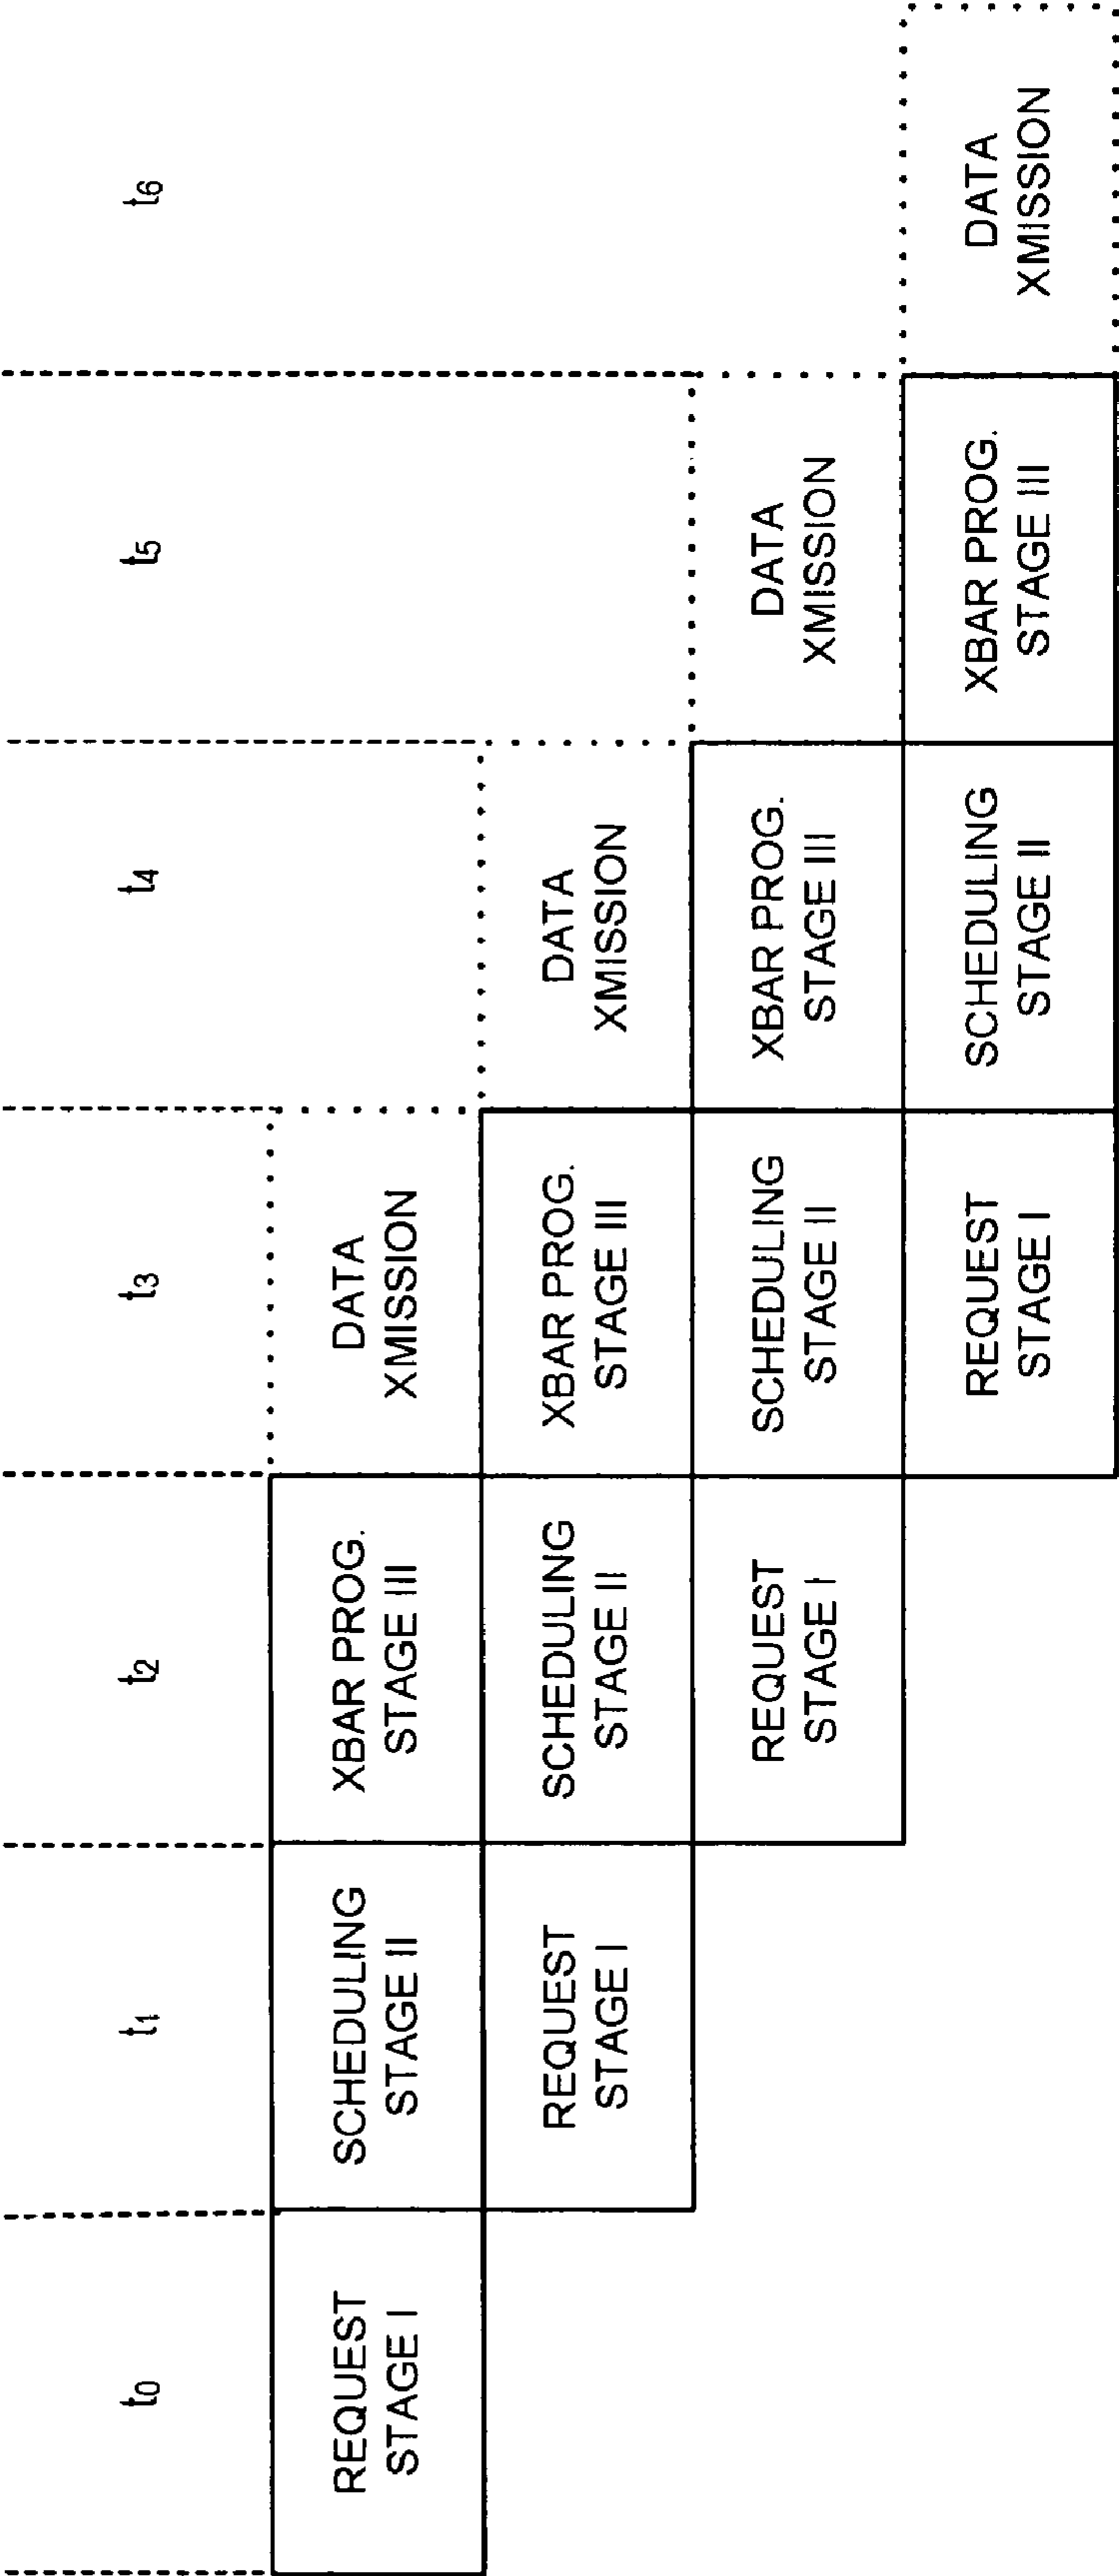 t0
t1
t2
t3
t4
t5
t6
REQUEST
STAGE I
SCHEDULING
STAGE II
XBAR PROG.
STAGE III
DATA
XMISSION
REQUEST
STAGE I
SCHEDULING
STAGE II
XBAR PROG.
STAGE III
DATA
XMISSION
REQUEST
STAGE I
SCHEDULING
STAGE II
XBAR PROG.
STAGE III
DATA
XMISSION
REQUEST
STAGE I
SCHEDULING
STAGE II
XBAR PROG.
STAGE III
DATA
XMISSION